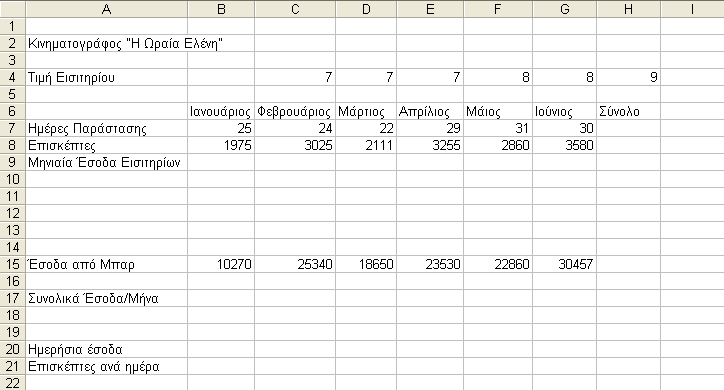 A B C D E F G H I
1
2 Κινηματογράφος "Η Ωραία Ελένη"
3
4 Τιμή Εισιτηρίου 7 7 7 8 8 9
5
6 Ιανουάριος Φεβρουάριος Μάρτιος Απρίλιος Μάιος Ιούνιος Σύνολο
7 Ημέρες Παράστασης 25 24 22 29 31 30
8 Επισκέπτες 1975 3025 2111 3255 2860 3580
9 Μηνιαία Έσοδα Εισιτηρίων
10
11
12
13
14
15 Έσοδα από Μπαρ 10270 25340 18650 23530 22860 30457
16
17 Συνολικά Έσοδα/Μήνα
18
19
20 Ημερήσια έσοδα
21 Επισκέπτες ανά ημέρα
22